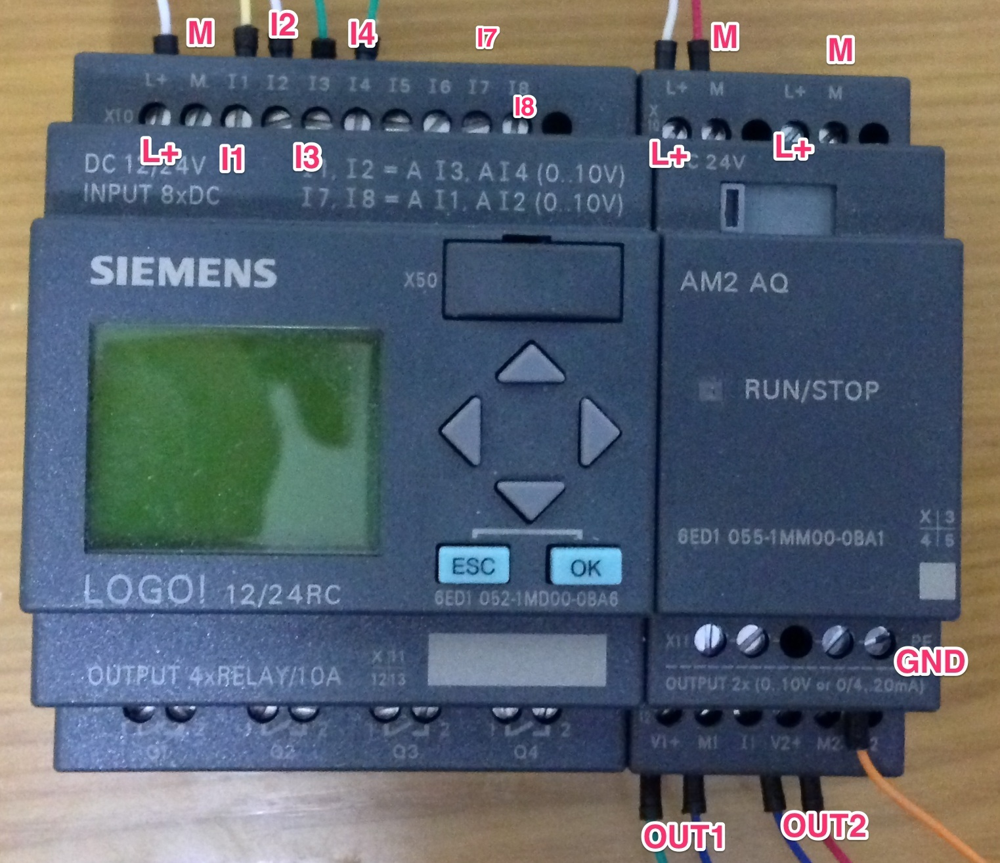 M
I2
I4
I7
M
M
L+ M I1 I2 I3 I4 I5 I6 I7 I8
L+ M L+ M
I8
X10
X
10
L+
I1
I3
L+
L+
DC 12/24V
I1, I2 = A I3, AI4 (0..10V)
INPUT 8xDC
I7, I8 = A I1, A I2 (0..10V)
C 24V
SIEMENS
X50
AM2 AQ
RUN/STOP
6ED1 055-1MM00-0BA1
X 3
4 5
ESC
OK
LOGO! 12/24RC
6ED1 052-1MD00-0BA6
X11
PE
GND
OUTPUT 4xRELAY/10A
X 11
12 13
OUTPUT 2x (0..10V or 0/4..20mA)
1 2 1 2 1 2 1 2
Q1 Q2 Q3 Q4
V1+ M1 I1 V2+ M2 2
OUT1
OUT2